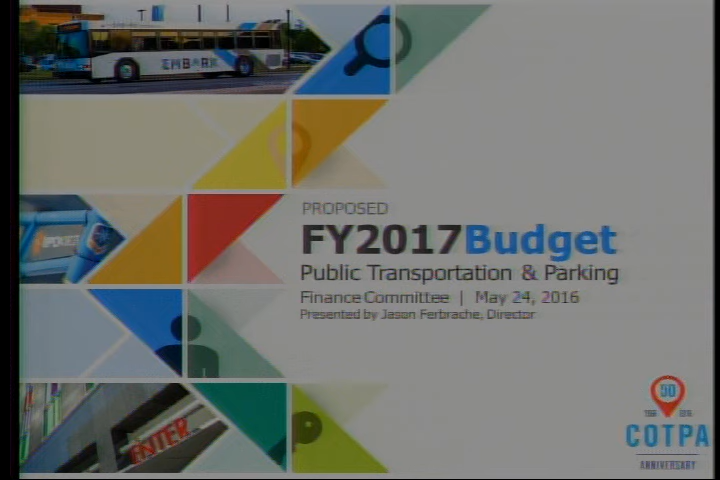 EMBARK
PROPOSED
FY2017Budget
Public Transportation & Parking
Finance Committee | May 24, 2016
Presented by Jason Ferbrache, Director
ENTER
50
COTPA
ANNIVERSARY